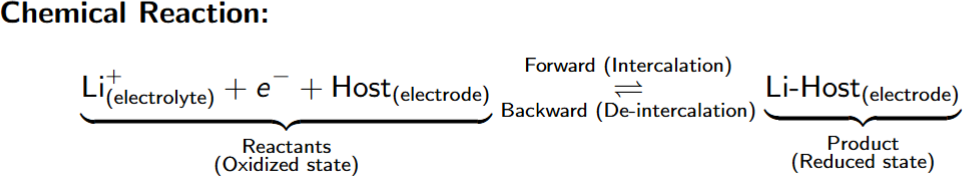 Chemical Reaction:
Forward (Intercalation)
Li⁺(electrolyte) + e⁻ + Host(electrode) ⇌ Li-Host(electrode)
Backward (De-intercalation)
Reactants
(Oxidized state)
Product
(Reduced state)